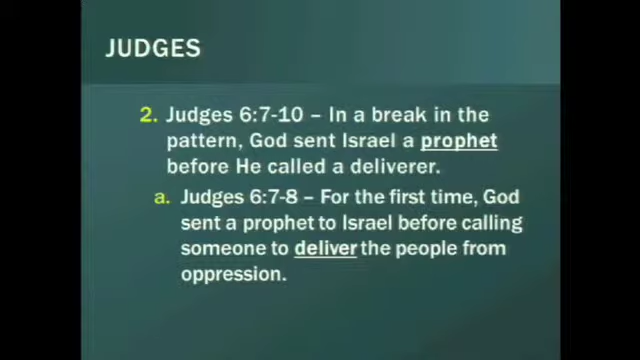 JUDGES
2. Judges 6:7-10 – In a break in the
pattern, God sent Israel a prophet
before He called a deliverer.
a. Judges 6:7-8 – For the first time, God
sent a prophet to Israel before calling
someone to deliver the people from
oppression.